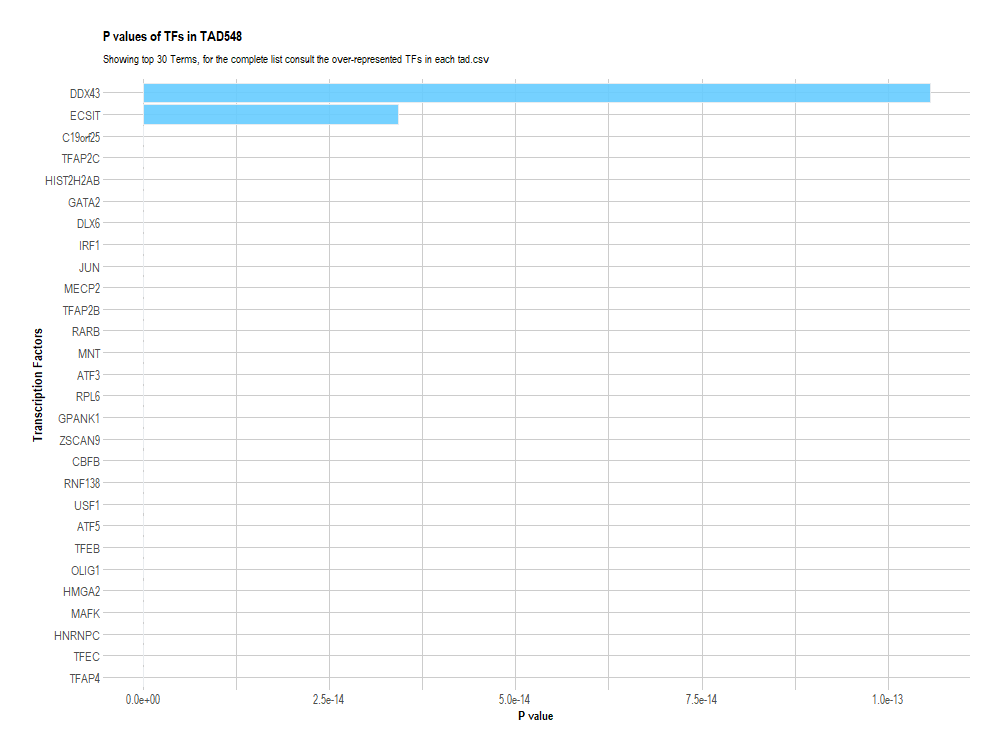 P values of TFs in TAD548
Showing top 30 Terms, for the complete list consult the over-represented TFs in each tad.csv
Transcription Factors
DDX43
ECSIT
C19orf25
TFAP2C
HIST2H2AB
GATA2
DLX6
IRF1
JUN
MECP2
TFAP2B
RARB
MNT
ATF3
RPL6
GPANK1
ZSCAN9
CBFB
RNF138
USF1
ATF5
TFEB
OLIG1
HMGA2
MAFK
HNRNPC
TFEC
TFAP4
0.0e+00 2.5e-14 5.0e-14 7.5e-14 1.0e-13
P value